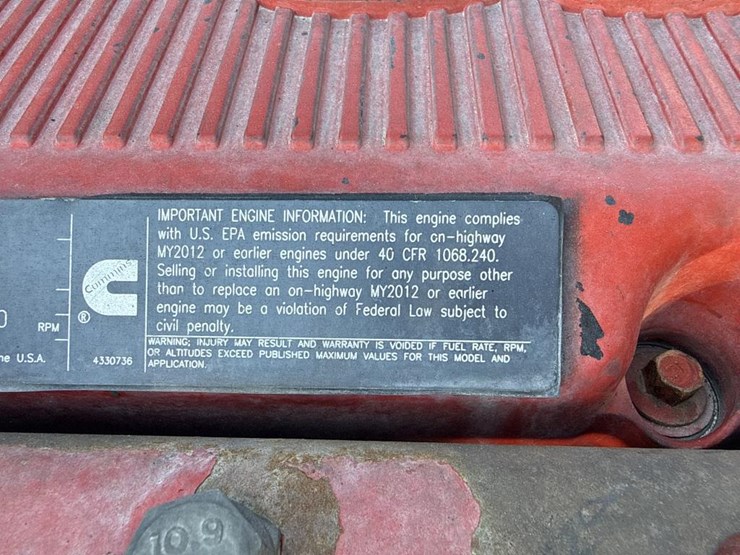 IMPORTANT ENGINE INFORMATION: This engine complies
with U.S. EPA emission requirements for on-highway
MY2012 or earlier engines under 40 CFR 1068.240.
Selling or installing this engine for any purpose other
than to replace an on-highway MY2012 or earlier
engine may be a violation of Federal Law subject to
civil penalty.
WARNING: INJURY MAY RESULT AND WARRANTY IS VOIDED IF FUEL RATE, RPM,
OR ALTITUDES EXCEED PUBLISHED MAXIMUM VALUES FOR THIS MODEL AND
APPLICATION.
Cummins
®
0 RPM
U.S.A.
4330736
10.9